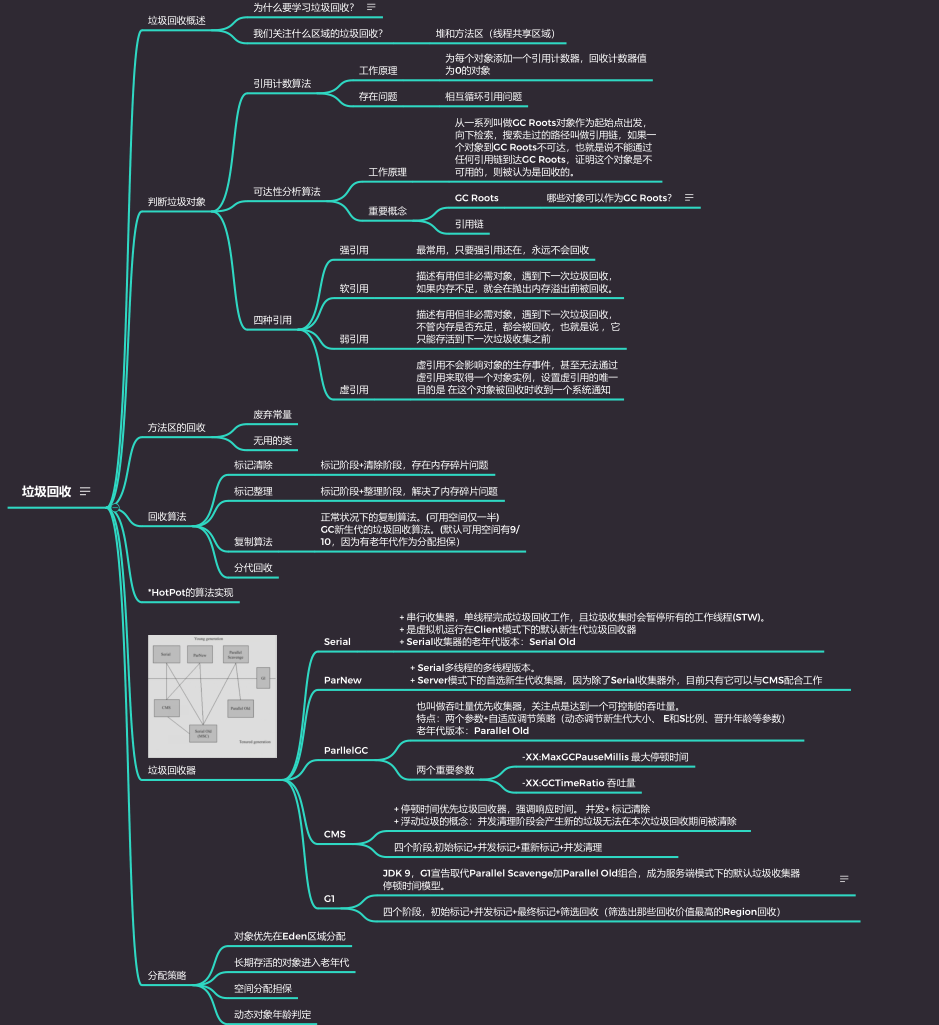 垃圾回收
垃圾回收概述
为什么要学习垃圾回收？
我们关注什么区域的垃圾回收？
堆和方法区（线程共享区域）
判断垃圾对象
引用计数算法
工作原理
为每个对象添加一个引用计数器，回收计数器值
为0的对象
存在问题
相互循环引用问题
可达性分析算法
工作原理
从一系列叫做GC Roots对象作为起始点出发，
向下检索，搜索走过的路径叫做引用链，如果一
个对象到GC Roots不可达，也就是说不能通过
任何引用链到达GC Roots，证明这个对象是不
可用的，则被认为是回收的。
重要概念
GC Roots
哪些对象可以作为GC Roots？
引用链
四种引用
强引用
最常用，只要强引用还在，永远不会回收
软引用
描述有用但非必需对象，遇到下一次垃圾回收，
如果内存不足，就会在抛出内存溢出前被回收。
弱引用
描述有用但非必需对象，遇到下一次垃圾回收，
不管内存是否充足，都会被回收，也就是说 ，它
只能存活到下一次垃圾收集之前
虚引用
虚引用不会影响对象的生存事件，甚至无法通过
虚引用来取得一个对象实例，设置虚引用的唯一
目的是 在这个对象被回收时收到一个系统通知
方法区的回收
废弃常量
无用的类
回收算法
标记清除
标记阶段+清除阶段，存在内存碎片问题
标记整理
标记阶段+整理阶段，解决了内存碎片问题
复制算法
正常状况下的复制算法。(可用空间仅一半)
GC新生代的垃圾回收算法。(默认可用空间有9/
10，因为有老年代作为分配担保）
分代回收
*HotPot的算法实现
垃圾回收器
Young generation
Serial
ParNew
Parallel
Scavenge
G1
CMS
Parallel Old
Serial Old
(MSC)
Tenured generation
Serial
+ 串行收集器，单线程完成垃圾回收工作，且垃圾收集时会暂停所有的工作线程(STW)。
+ 是虚拟机运行在Client模式下的默认新生代垃圾回收器
+ Serial收集器的老年代版本：Serial Old
ParNew
+ Serial多线程的多线程版本。
+ Server模式下的首选新生代收集器，因为除了Serial收集器外，目前只有它可以与CMS配合工作
ParllelGC
也叫做吞吐量优先收集器，关注点是达到一个可控制的吞吐量。
特点：两个参数+自适应调节策略（动态调节新生代大小、 E和S比例、晋升年龄等参数）
老年代版本：Parallel Old
两个重要参数
-XX:MaxGCPauseMillis 最大停顿时间
-XX:GCTimeRatio 吞吐量
CMS
+ 停顿时间优先垃圾回收器，强调响应时间。 并发+ 标记清除
+ 浮动垃圾的概念：并发清理阶段会产生新的垃圾无法在本次垃圾回收期间被清除
四个阶段,初始标记+并发标记+重新标记+并发清理
G1
JDK 9，G1宣告取代Parallel Scavenge加Parallel Old组合，成为服务端模式下的默认垃圾收集器
停顿时间模型。
四个阶段，初始标记+并发标记+最终标记+筛选回收（筛选出那些回收价值最高的Region回收）
分配策略
对象优先在Eden区域分配
长期存活的对象进入老年代
空间分配担保
动态对象年龄判定